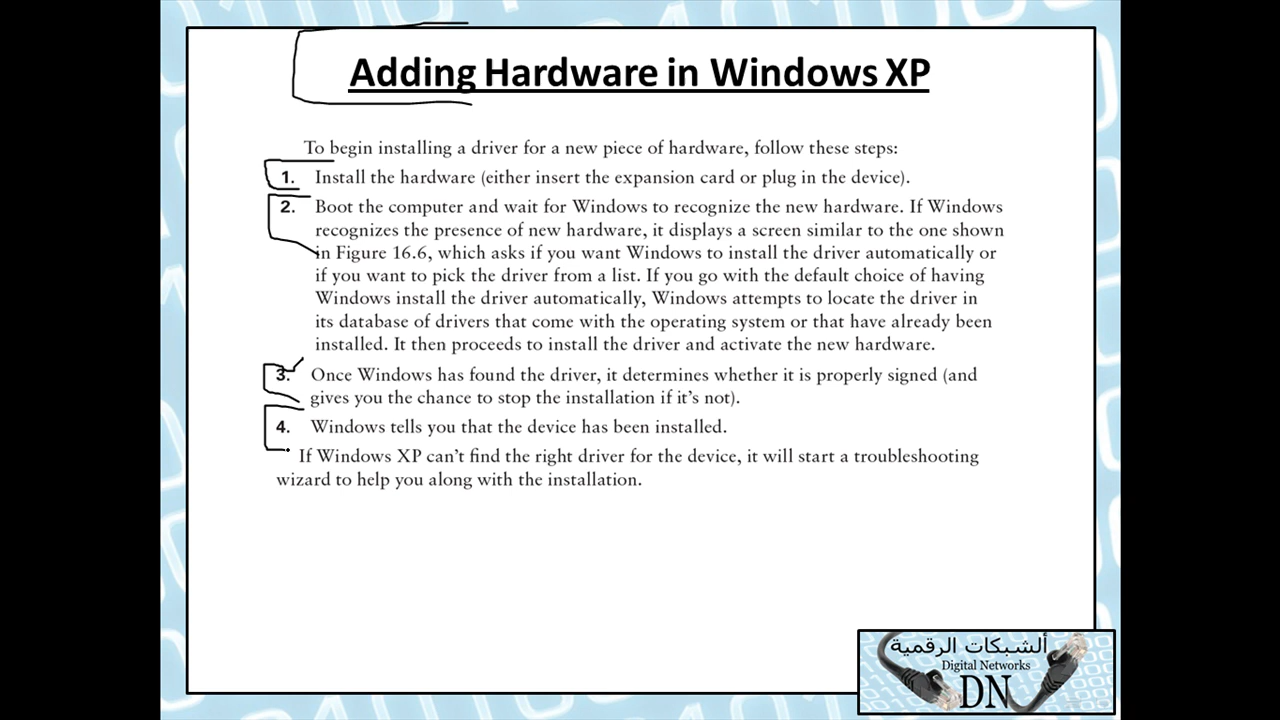 Adding Hardware in Windows XP
To begin installing a driver for a new piece of hardware, follow these steps:
1. Install the hardware (either insert the expansion card or plug in the device).
2. Boot the computer and wait for Windows to recognize the new hardware. If Windows
recognizes the presence of new hardware, it displays a screen similar to the one shown
in Figure 16.6, which asks if you want Windows to install the driver automatically or
if you want to pick the driver from a list. If you go with the default choice of having
Windows install the driver automatically, Windows attempts to locate the driver in
its database of drivers that come with the operating system or that have already been
installed. It then proceeds to install the driver and activate the new hardware.
3. Once Windows has found the driver, it determines whether it is properly signed (and
gives you the chance to stop the installation if it’s not).
4. Windows tells you that the device has been installed.
If Windows XP can’t find the right driver for the device, it will start a troubleshooting
wizard to help you along with the installation.
ألشبكات الرقمية
Digital Networks
DN